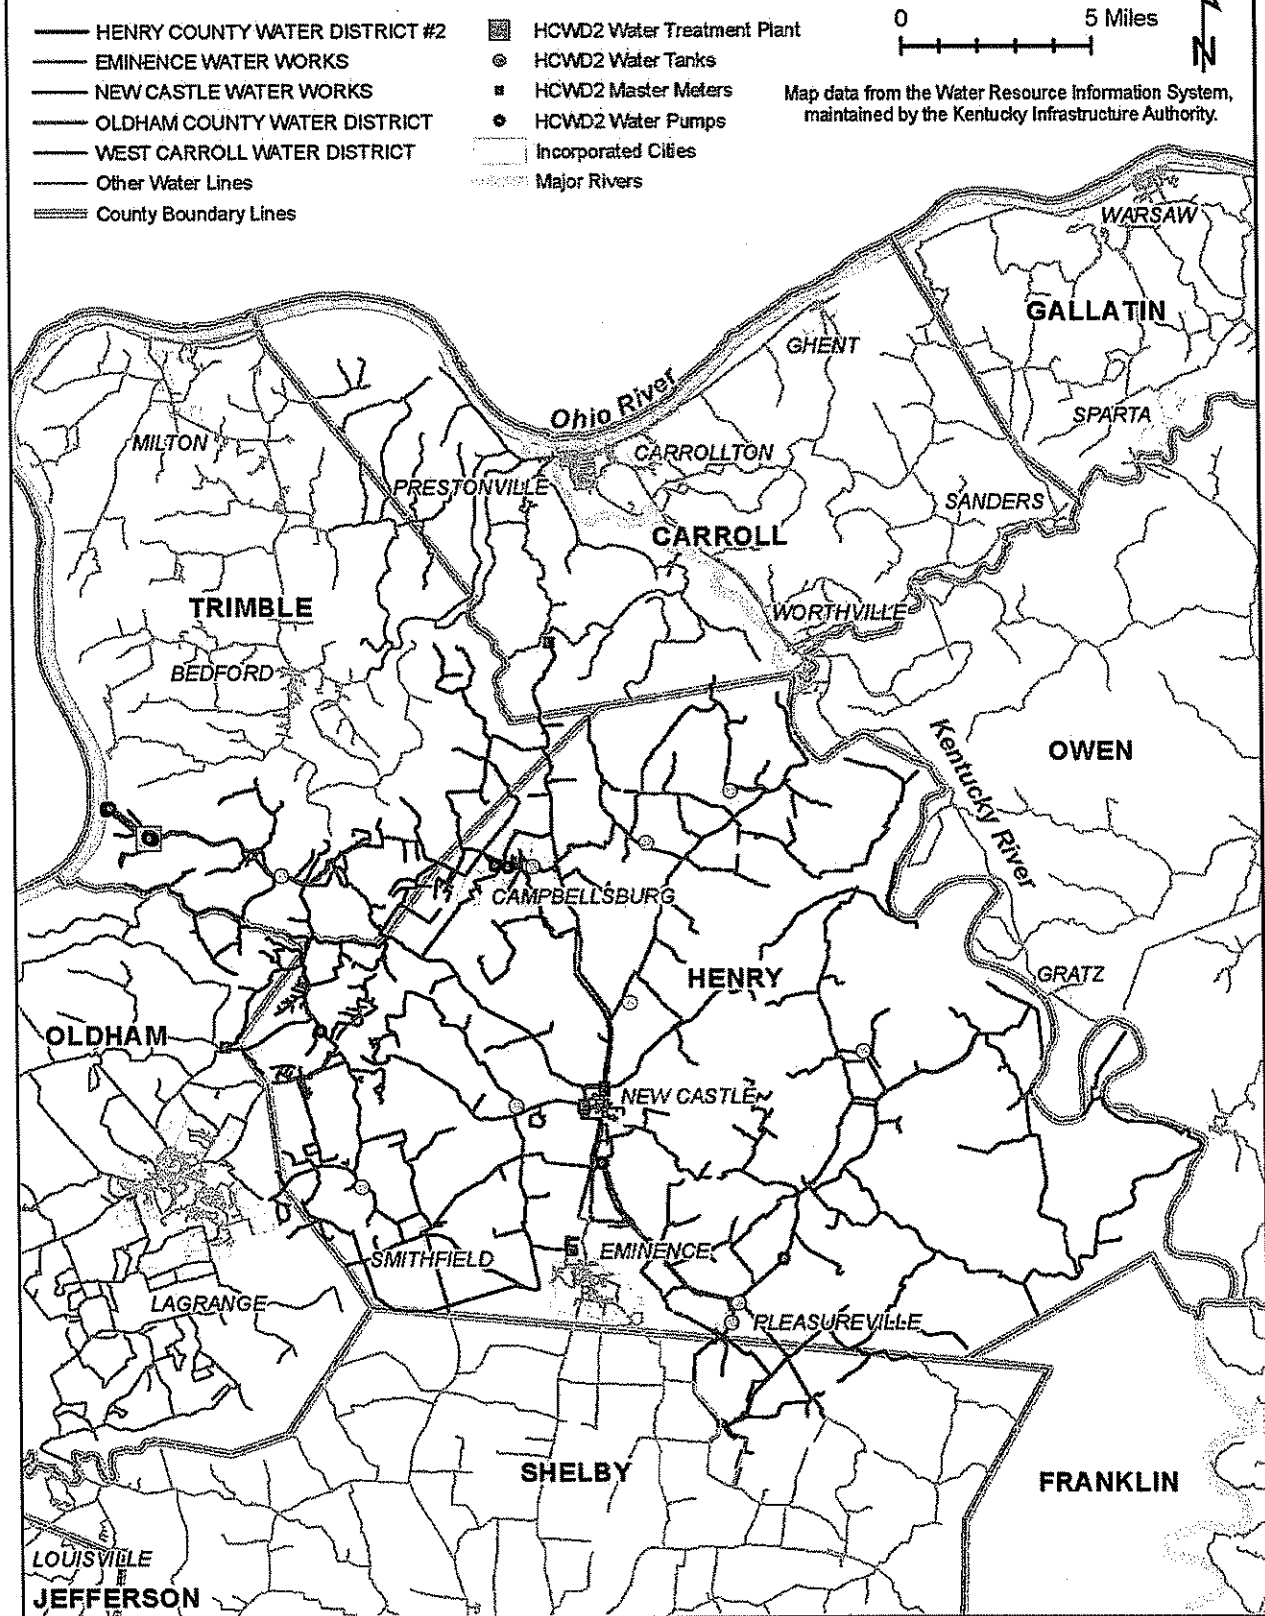 HENRY COUNTY WATER DISTRICT #2
EMINENCE WATER WORKS
NEW CASTLE WATER WORKS
OLDHAM COUNTY WATER DISTRICT
WEST CARROLL WATER DISTRICT
Other Water Lines
County Boundary Lines
HCWD2 Water Treatment Plant
HCWD2 Water Tanks
HCWD2 Master Meters
HCWD2 Water Pumps
Incorporated Cities
Major Rivers
0 5 Miles
N
Map data from the Water Resource Information System,
maintained by the Kentucky Infrastructure Authority.
WARSAW
GALLATIN
GHENT
SPARTA
Ohio River
MILTON
CARROLLTON
PRESTONVILLE
SANDERS
CARROLL
TRIMBLE
WORTHVILLE
BEDFORD
OWEN
Kentucky River
CAMPBELLSBURG
HENRY
GRATZ
OLDHAM
NEW CASTLE
SMITHFIELD
EMINENCE
LAGRANGE
PLEASUREVILLE
SHELBY
FRANKLIN
LOUISVILLE
JEFFERSON